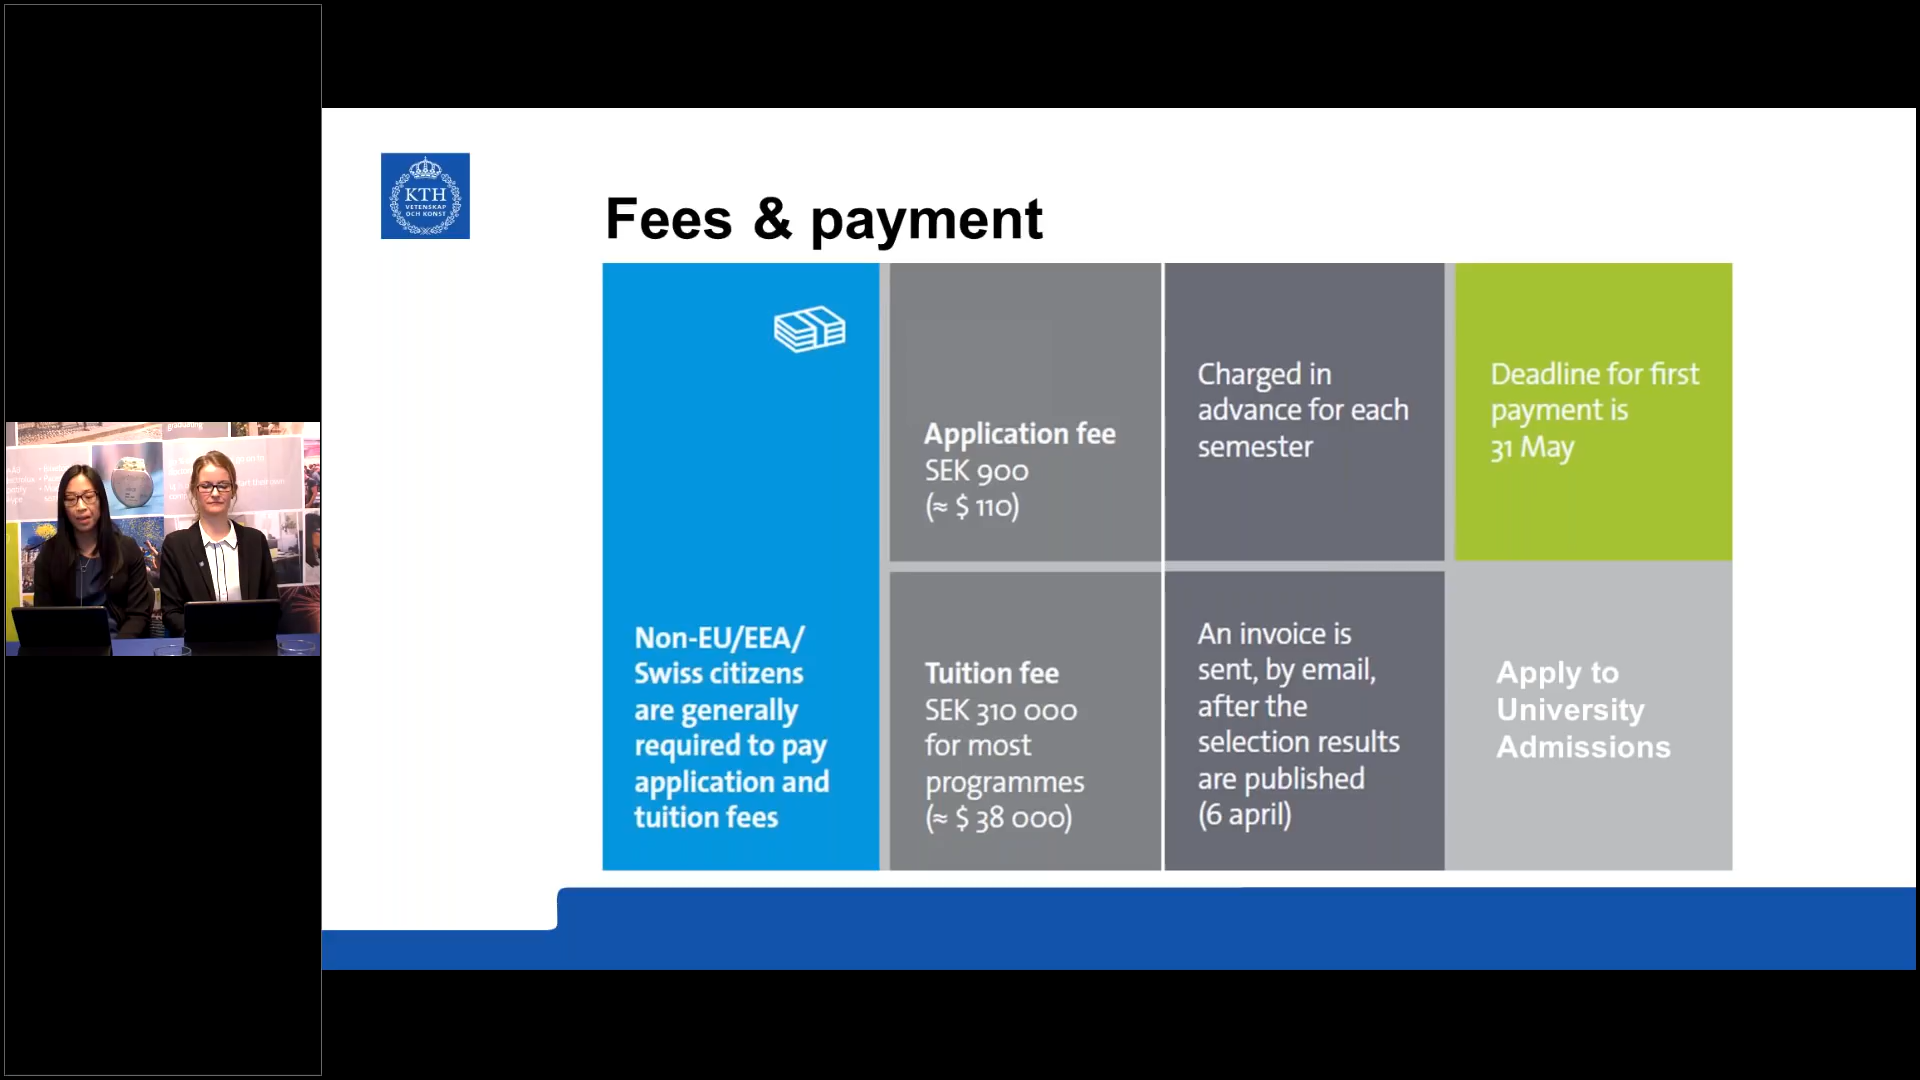 KTH
VETENSKAP
OCH KONST
Fees & payment
Non-EU/EEA/
Swiss citizens
are generally
required to pay
application and
tuition fees
Application fee
SEK 900
(≈ $ 110)
Charged in
advance for each
semester
Deadline for first
payment is
31 May
Tuition fee
SEK 310 000
for most
programmes
(≈ $ 38 000)
An invoice is
sent, by email,
after the
selection results
are published
(6 april)
Apply to
University
Admissions
graduating